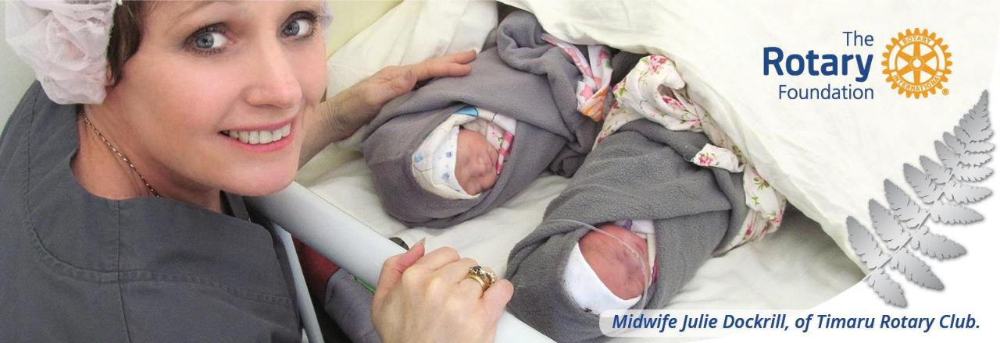 The
Rotary
Foundation
ROTARY
INTERNATIONAL
®
Midwife Julie Dockrill, of Timaru Rotary Club.